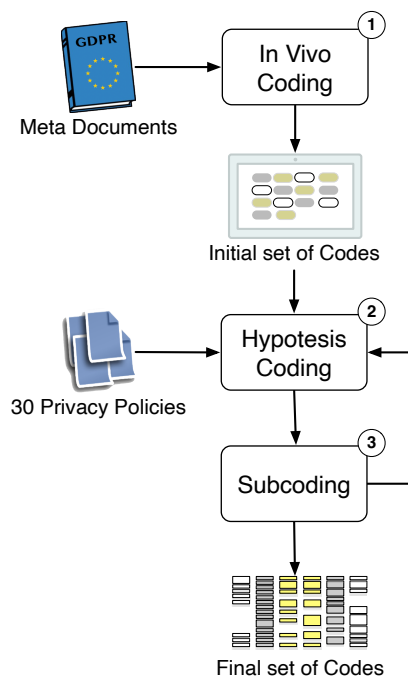 1
GDPR
In Vivo
Coding
Meta Documents
Initial set of Codes
2
Hypotesis
Coding
30 Privacy Policies
3
Subcoding
Final set of Codes